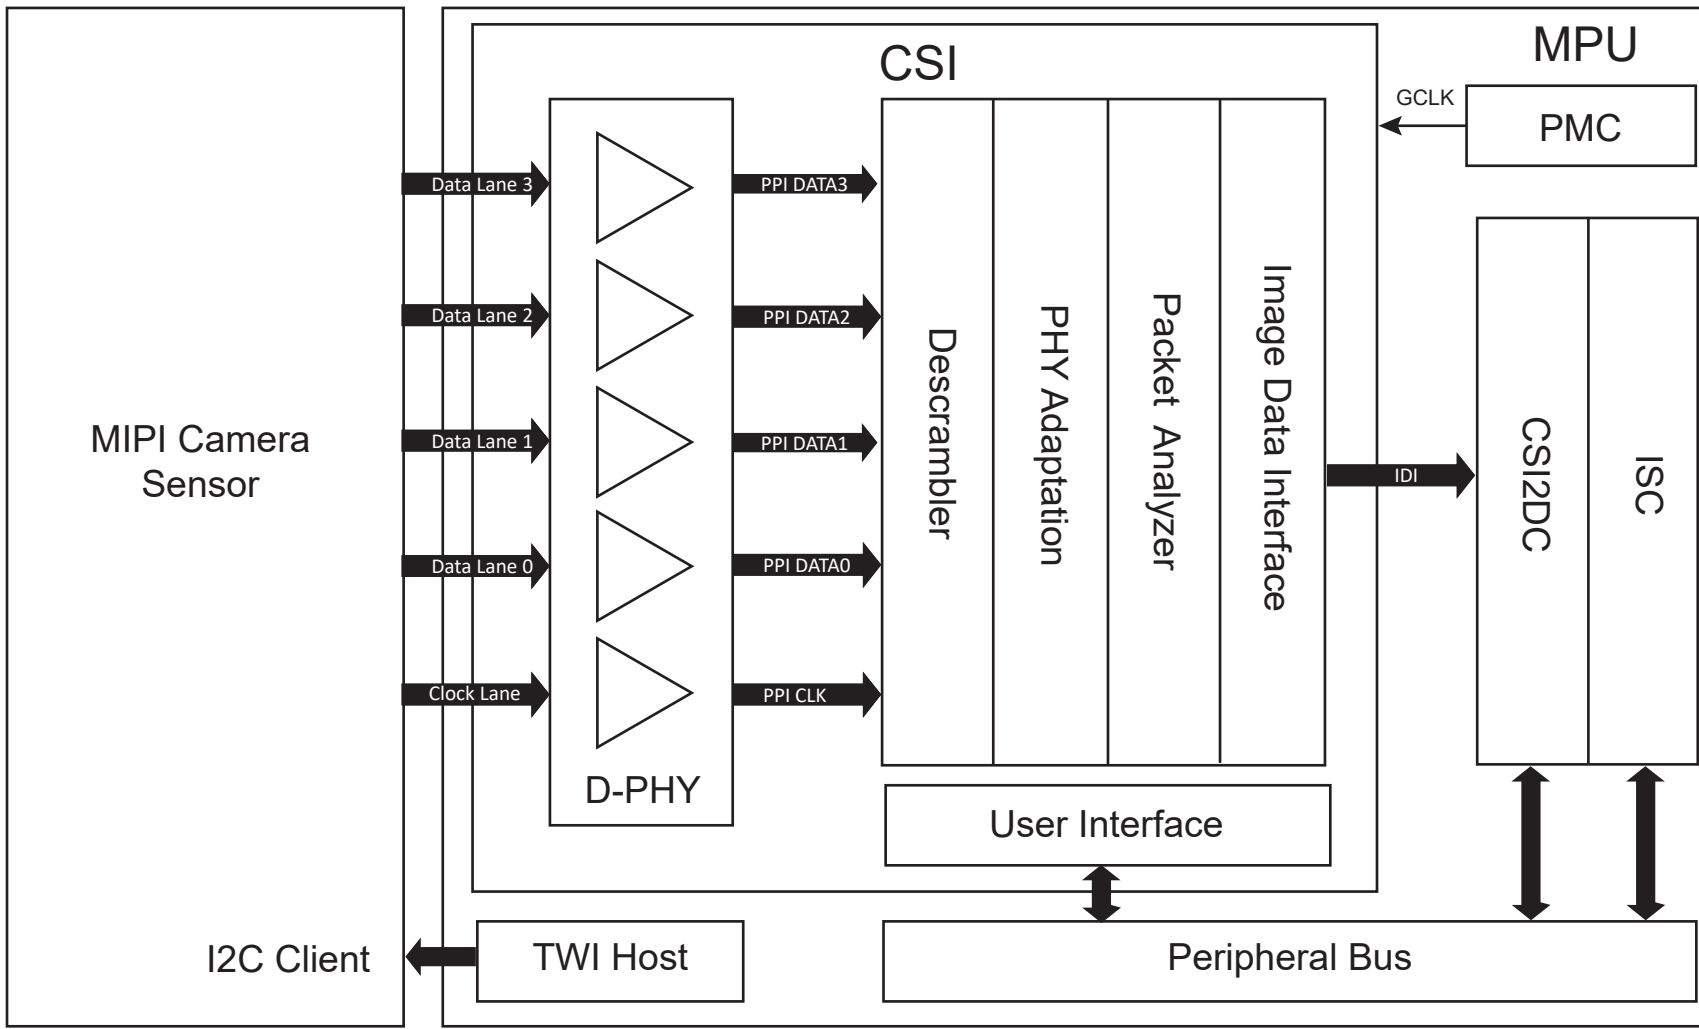 MPU
CSI
GCLK
PMC
Data Lane 3
PPI DATA3
Data Lane 2
PPI DATA2
MIPI Camera
Sensor
Data Lane 1
PPI DATA1
Data Lane 0
PPI DATA0
Clock Lane
PPI CLK
D-PHY
Descrambler
PHY Adaptation
Packet Analyzer
Image Data Interface
IDI
CSI2DC
ISC
User Interface
I2C Client
TWI Host
Peripheral Bus